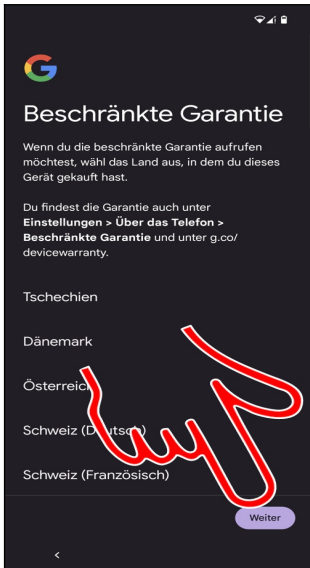 Beschränkte Garantie
Wenn du die beschränkte Garantie aufrufen
möchtest, wähl das Land aus, in dem du dieses
Gerät gekauft hast.
Du findest die Garantie auch unter
Einstellungen > Über das Telefon >
Beschränkte Garantie und unter g.co/
devicewarranty.
Tschechien
Dänemark
Österreich
Schweiz (Deutsch)
Schweiz (Französisch)
Weiter